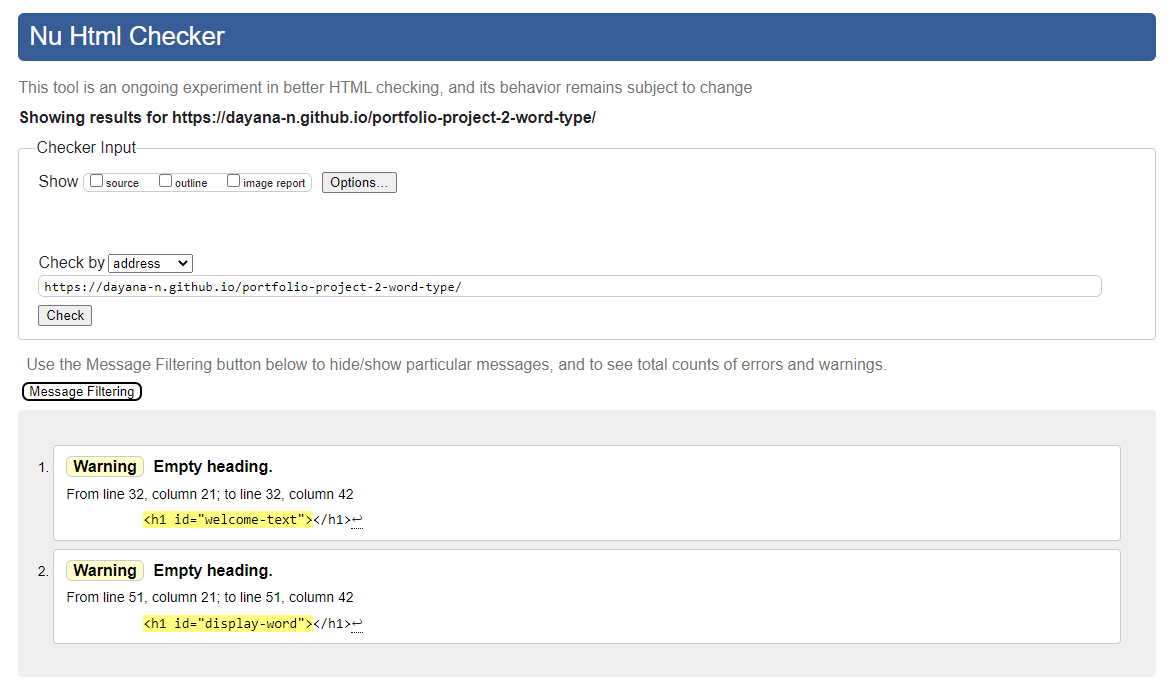 Nu Html Checker
This tool is an ongoing experiment in better HTML checking, and its behavior remains subject to change
Showing results for https://dayana-n.github.io/portfolio-project-2-word-type/
Checker Input
Show source outline image report Options...
Check by address
https://dayana-n.github.io/portfolio-project-2-word-type/
Check
Use the Message Filtering button below to hide/show particular messages, and to see total counts of errors and warnings.
Message Filtering
1. Warning Empty heading.
From line 32, column 21; to line 32, column 42
<h1 id="welcome-text"></h1>↩
2. Warning Empty heading.
From line 51, column 21; to line 51, column 42
<h1 id="display-word"></h1>↩